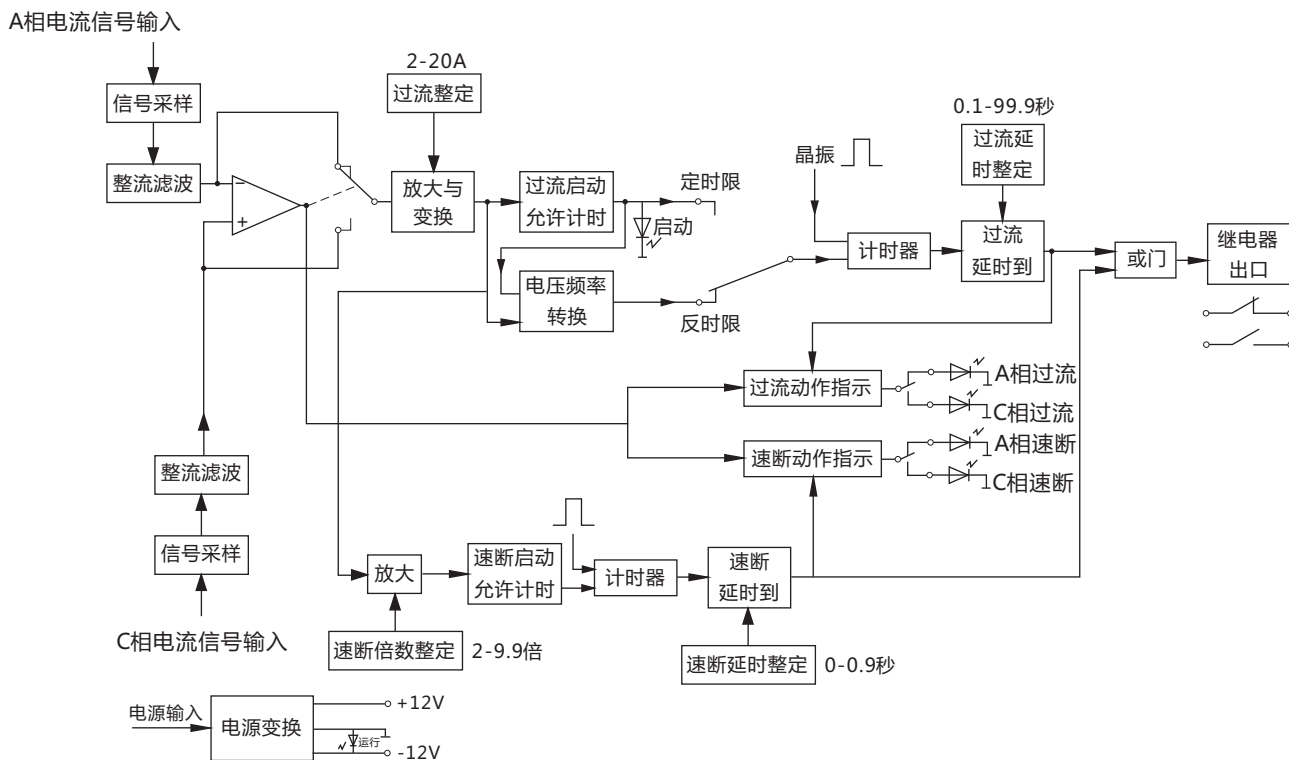 A相电流信号输入
2-20A
信号采样
过流整定
0.1-99.9秒
过流延
时整定
晶振
整流滤波
放大与
变换
过流启动
允许计时
定时限
启动
计时器
过流
延时到
或门
继电器
出口
电压频率
转换
反时限
过流动作指示
A相过流
C相过流
速断动作指示
A相速断
C相速断
整流滤波
信号采样
C相电流信号输入
放大
速断启动
允许计时
计时器
速断
延时到
速断倍数整定
2-9.9倍
速断延时整定
0-0.9秒
电源输入
电源变换
+12V
运行
-12V